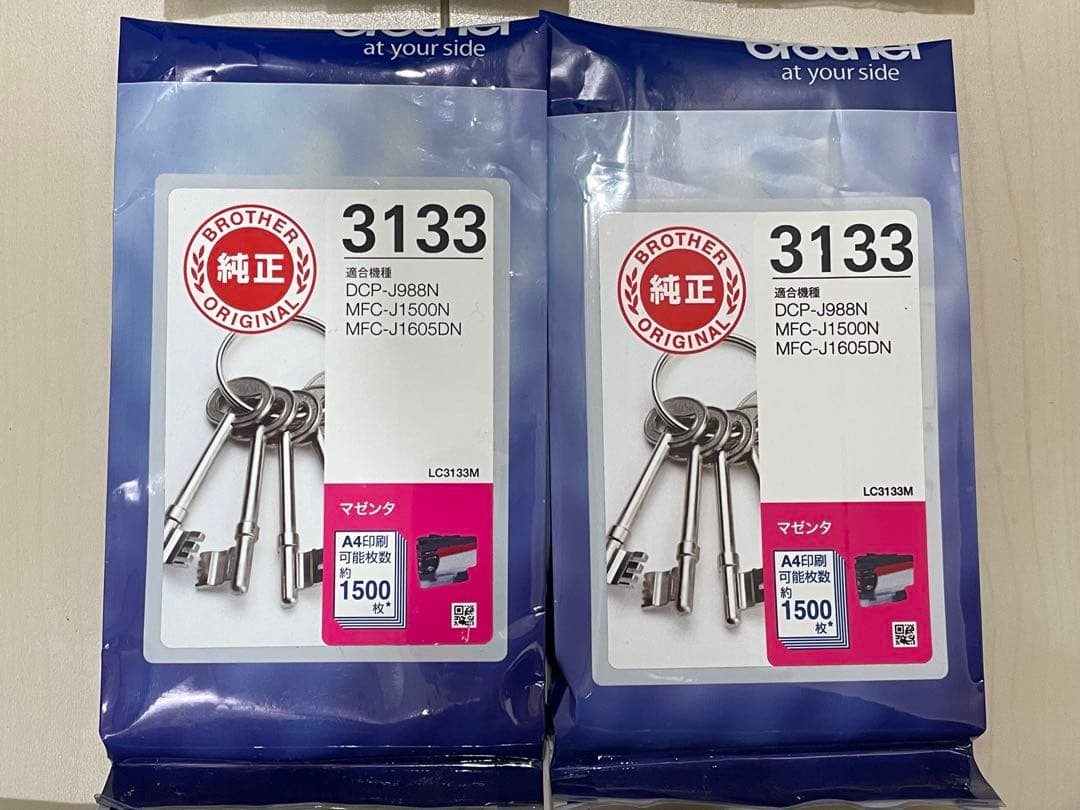 brother
at your side
BROTHER
純正
ORIGINAL
3133
適合機種
DCP-J988N
MFC-J1500N
MFC-J1605DN
LC3133M
マゼンタ
A4印刷
可能枚数
約
1500
枚*
brother
at your side
BROTHER
純正
ORIGINAL
3133
適合機種
DCP-J988N
MFC-J1500N
MFC-J1605DN
LC3133M
マゼンタ
A4印刷
可能枚数
約
1500
枚*